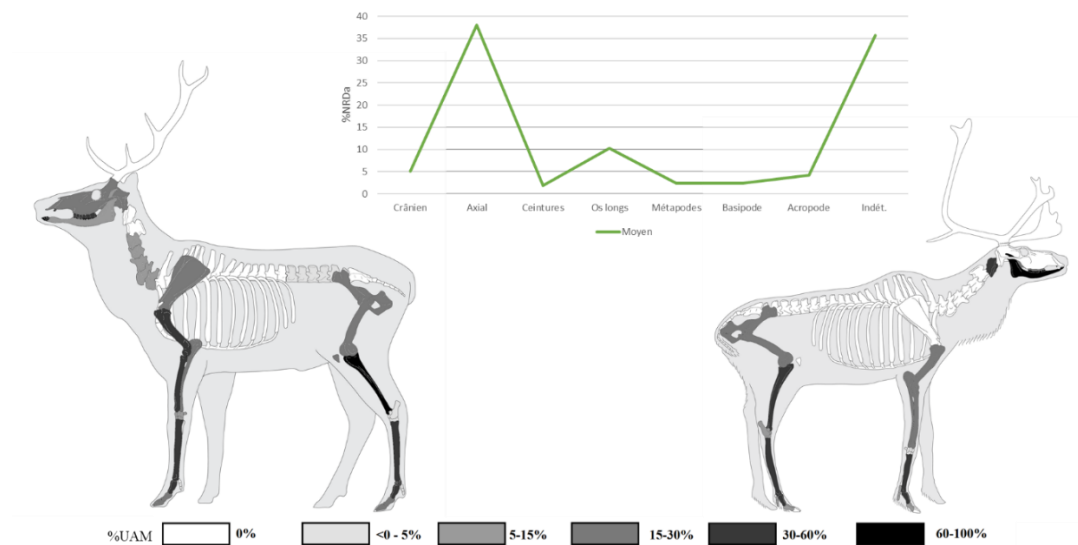 40
35
30
25
20
15
10
5
0
%NRDa
Crânien Axial Ceintures Os longs Métapodes Basipode Acropode Indét.
Moyen
%UAM 0% <0 - 5% 5-15% 15-30% 30-60% 60-100%